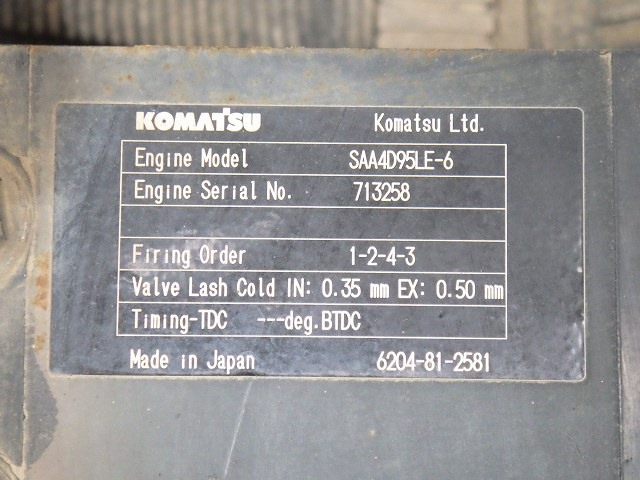 KOMATSU Komatsu Ltd.
Engine Model SAA4D95LE-6
Engine Serial No. 713258
Firing Order 1-2-4-3
Valve Lash Cold IN: 0.35 mm EX: 0.50 mm
Timing-TDC ---deg.BTDC
Made in Japan 6204-81-2581